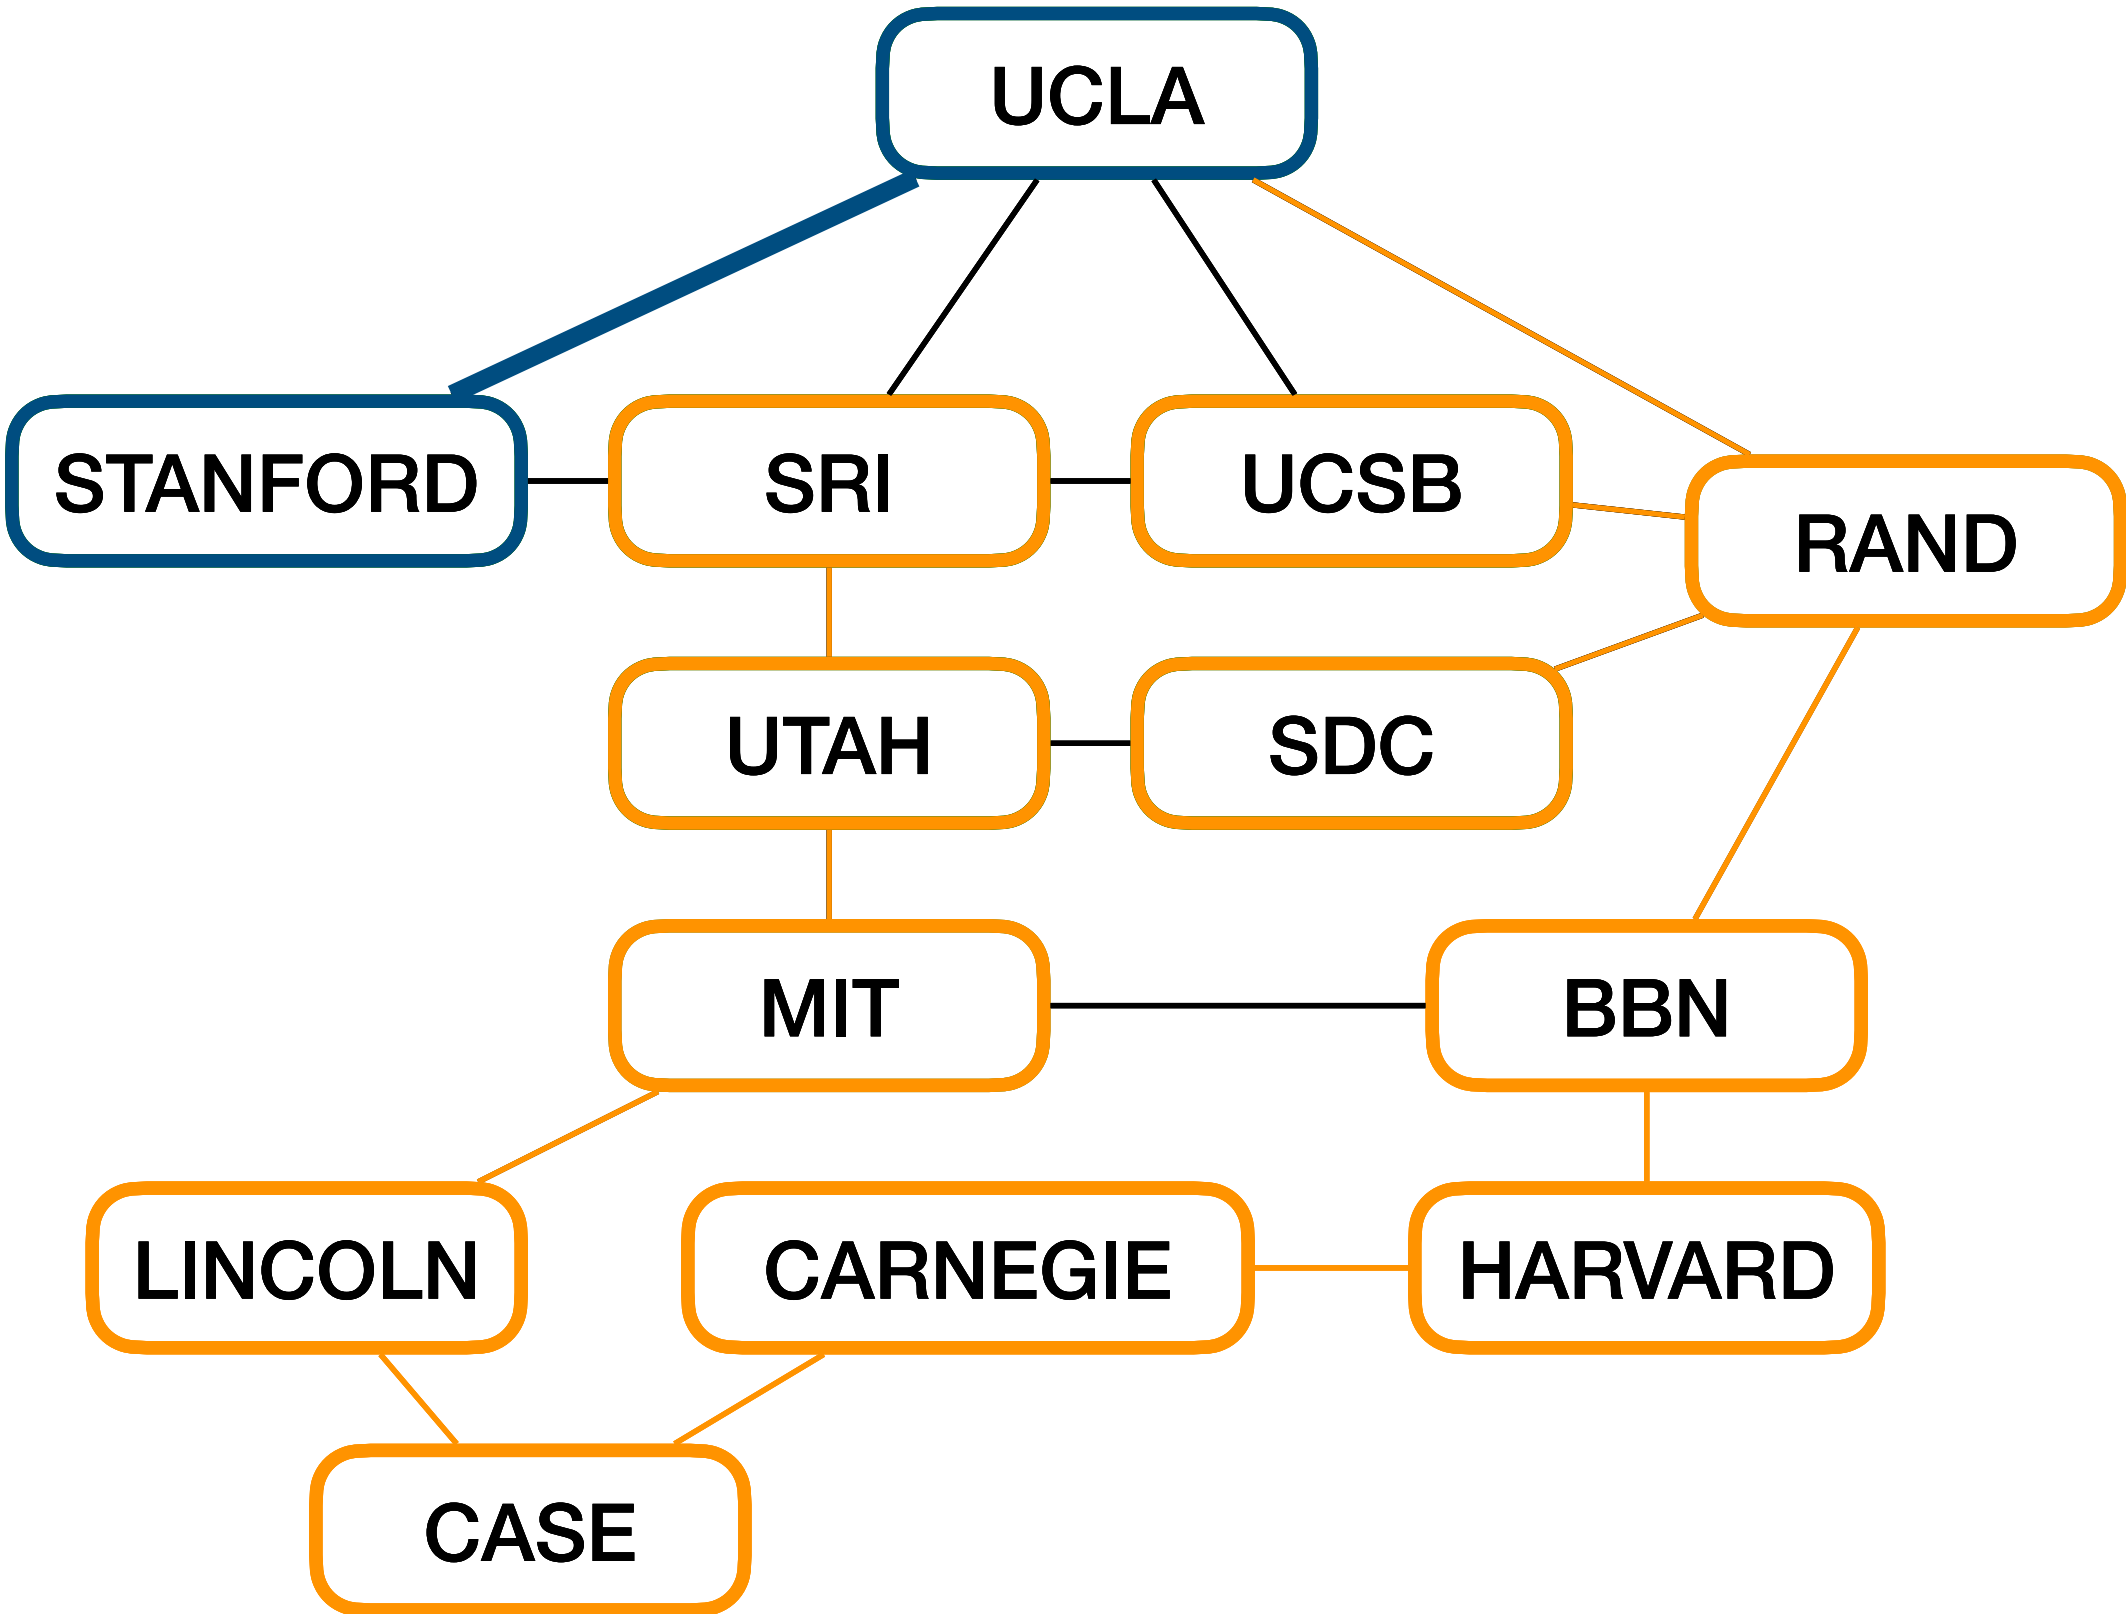 UCLA
STANFORD
SRI
UCSB
RAND
UTAH
SDC
MIT
BBN
LINCOLN
CARNEGIE
HARVARD
CASE